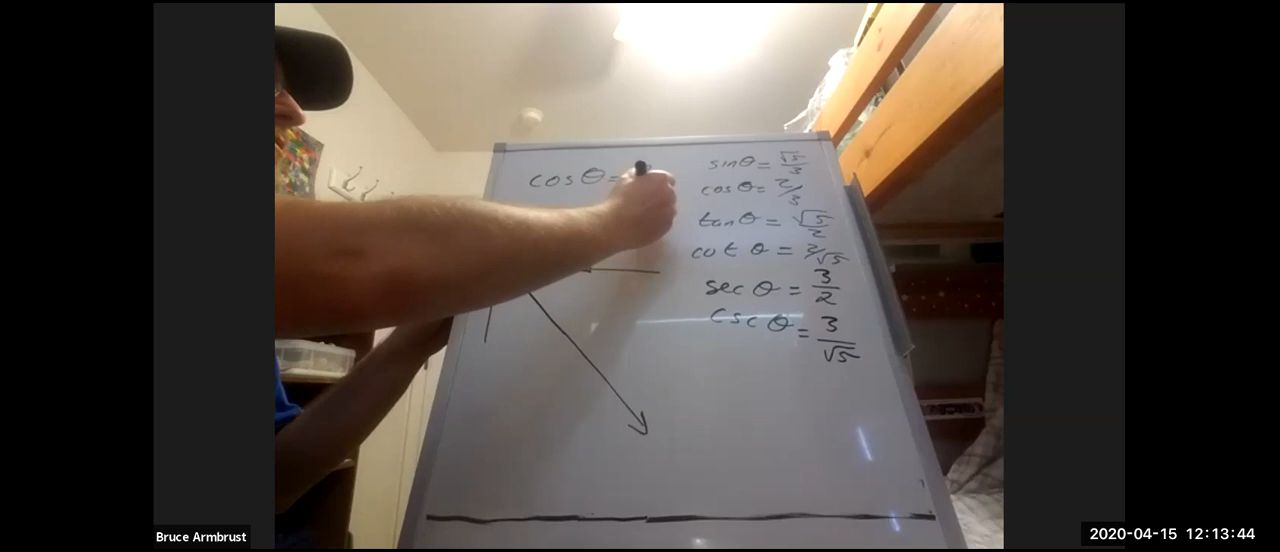 cos θ =
sin θ = √5/3
cos θ = 2/3
tan θ = √5/2
cot θ = 2/√5
sec θ = 3/2
csc θ = 3/√5
Bruce Armbrust
2020-04-15 12:13:44